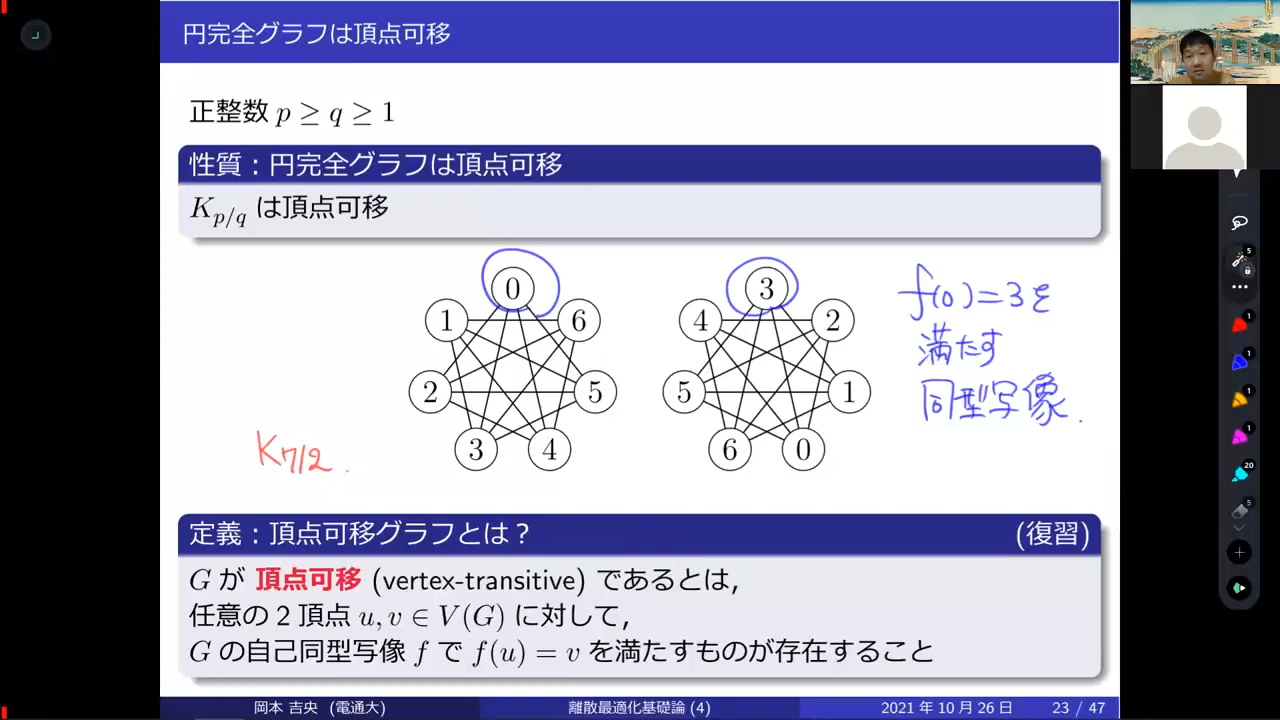 円完全グラフは頂点可移
正整数 p ≥ q ≥ 1
性質：円完全グラフは頂点可移
K_{p/q} は頂点可移
0
1
6
2
5
3
4
3
4
2
5
1
6
0
f(0)=3を
満たす
同型写像.
K7/2.
定義：頂点可移グラフとは？ (復習)
G が 頂点可移 (vertex-transitive) であるとは,
任意の 2 頂点 u, v ∈ V(G) に対して,
G の自己同型写像 f で f(u) = v を満たすものが存在すること
岡本 吉央 (電通大) 離散最適化基礎論 (4) 2021 年 10 月 26 日 23 / 47
5
1
1
1
1
20
5